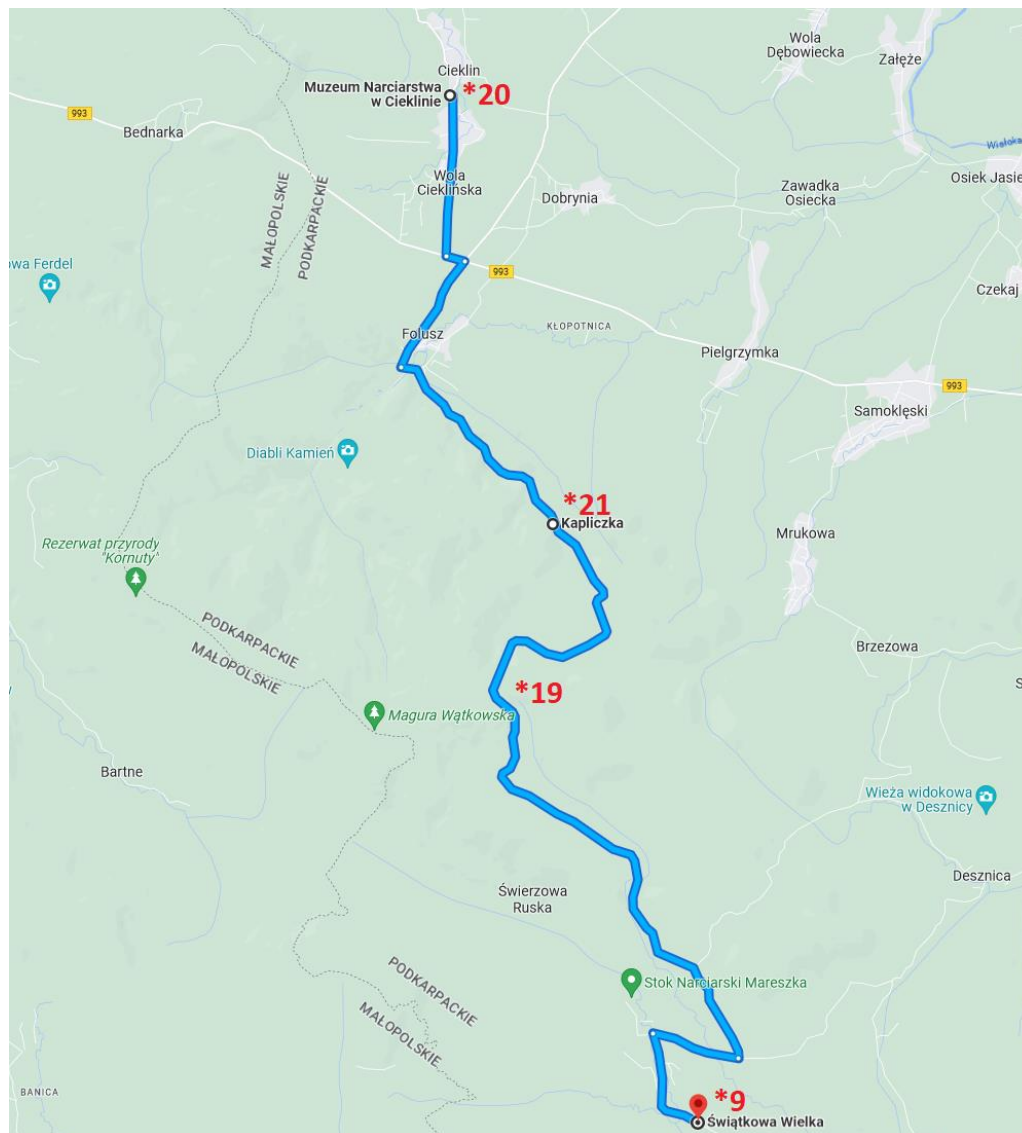 Wola
Dębowiecka
Załęże
Cieklin
Muzeum Narciarstwa
w Cieklinie
*20
993
Bednarka
Wisłoka
Osiek Jasie
Wola
Cieklińska
Dobrynia
Zawadka
Osiecka
MAŁOPOLSKIE
PODKARPACKIE
owa Ferdel
993
Czekaj
Folusz
KŁOPOTNICA
Pielgrzymka
993
Samoklęski
Diabli Kamień
*21
Kapliczka
Mrukowa
Rezerwat przyrody
"Kornuty"
PODKARPACKIE
MAŁOPOLSKIE
Brzezowa
S
*19
Magura Wątkowska
Bartne
Wieża widokowa
w Desznicy
Desznica
Świerzowa
Ruska
PODKARPACKIE
MAŁOPOLSKIE
Stok Narciarski Mareszka
BANICA
*9
Świątkowa Wielka